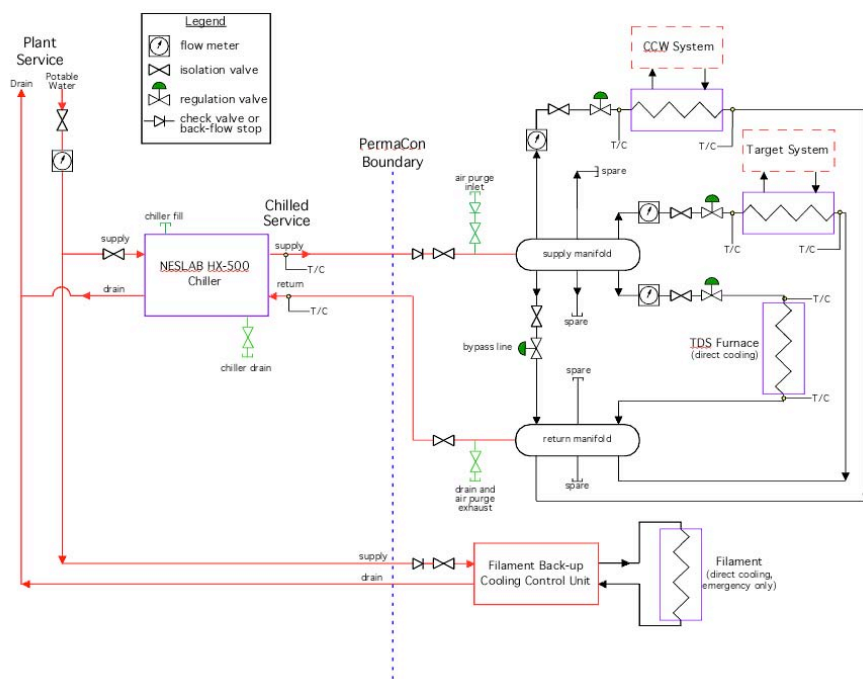 Legend
flow meter
isolation valve
regulation valve
check valve or
back-flow stop
Plant
Service
Drain
Potable
Water
PermaCon
Boundary
CCW System
T/C
T/C
Target System
T/C
T/C
air purge
inlet
spare
chiller fill
Chilled
Service
supply
NESLAB HX-500
Chiller
supply
T/C
supply manifold
drain
return
T/C
chiller drain
spare
bypass line
TDS Furnace
(direct cooling)
T/C
T/C
spare
return manifold
spare
drain and
air purge
exhaust
supply
drain
Filament Back-up
Cooling Control Unit
Filament
(direct cooling,
emergency only)